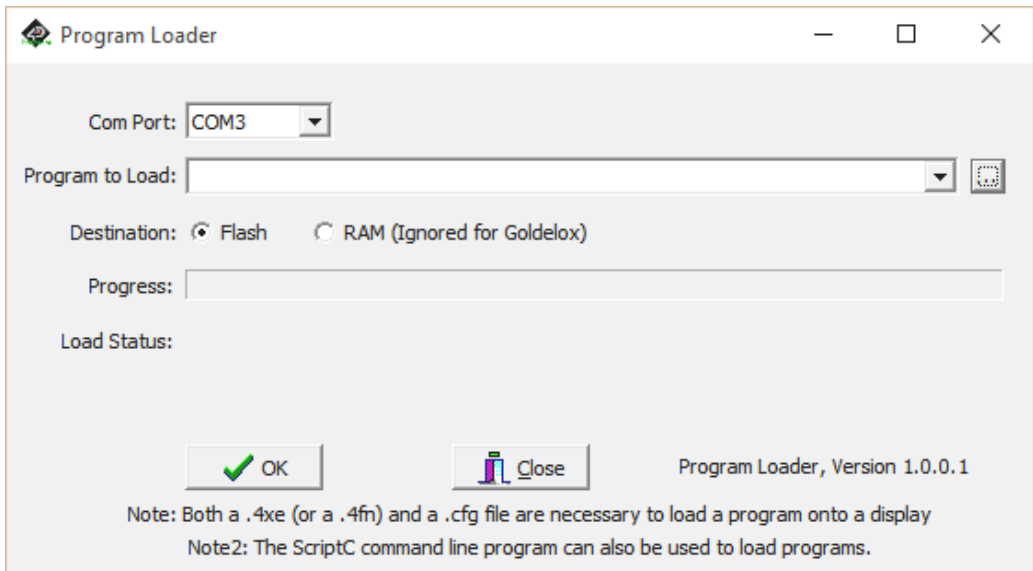 Program Loader
Com Port: COM3
Program to Load:
Destination: Flash RAM (Ignored for Goldelox)
Progress:
Load Status:
OK Close Program Loader, Version 1.0.0.1
Note: Both a .4xe (or a .4fn) and a .cfg file are necessary to load a program onto a display
Note2: The ScriptC command line program can also be used to load programs.